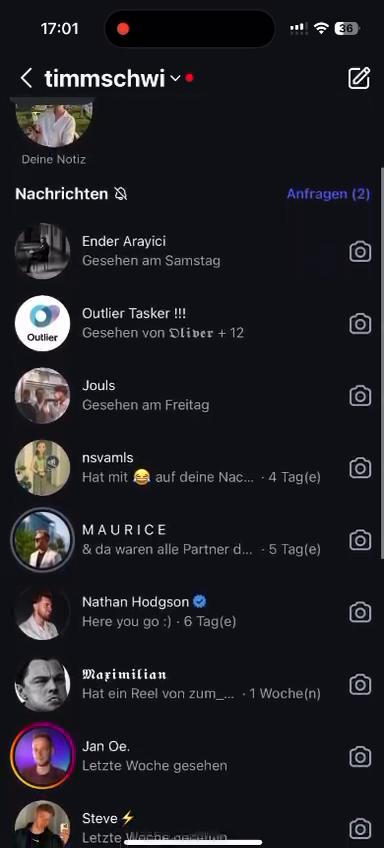 17:01
36
timmschwi
Deine Notiz
Nachrichten
Anfragen (2)
Ender Arayici
Gesehen am Samstag
Outlier
Outlier Tasker !!!
Gesehen von 𝕺𝖑𝖎𝖛𝖊𝖗 + 12
Jouls
Gesehen am Freitag
nsvamls
Hat mit 😂 auf deine Nac... · 4 Tag(e)
M A U R I C E
& da waren alle Partner d... · 5 Tag(e)
Nathan Hodgson
Here you go :) · 6 Tag(e)
𝕸𝖆𝖝𝖎𝖒𝖎𝖑𝖎𝖆𝖓
Hat ein Reel von zum_... · 1 Woche(n)
Jan Oe.
Letzte Woche gesehen
Steve ⚡
Letzte Woche gesehen